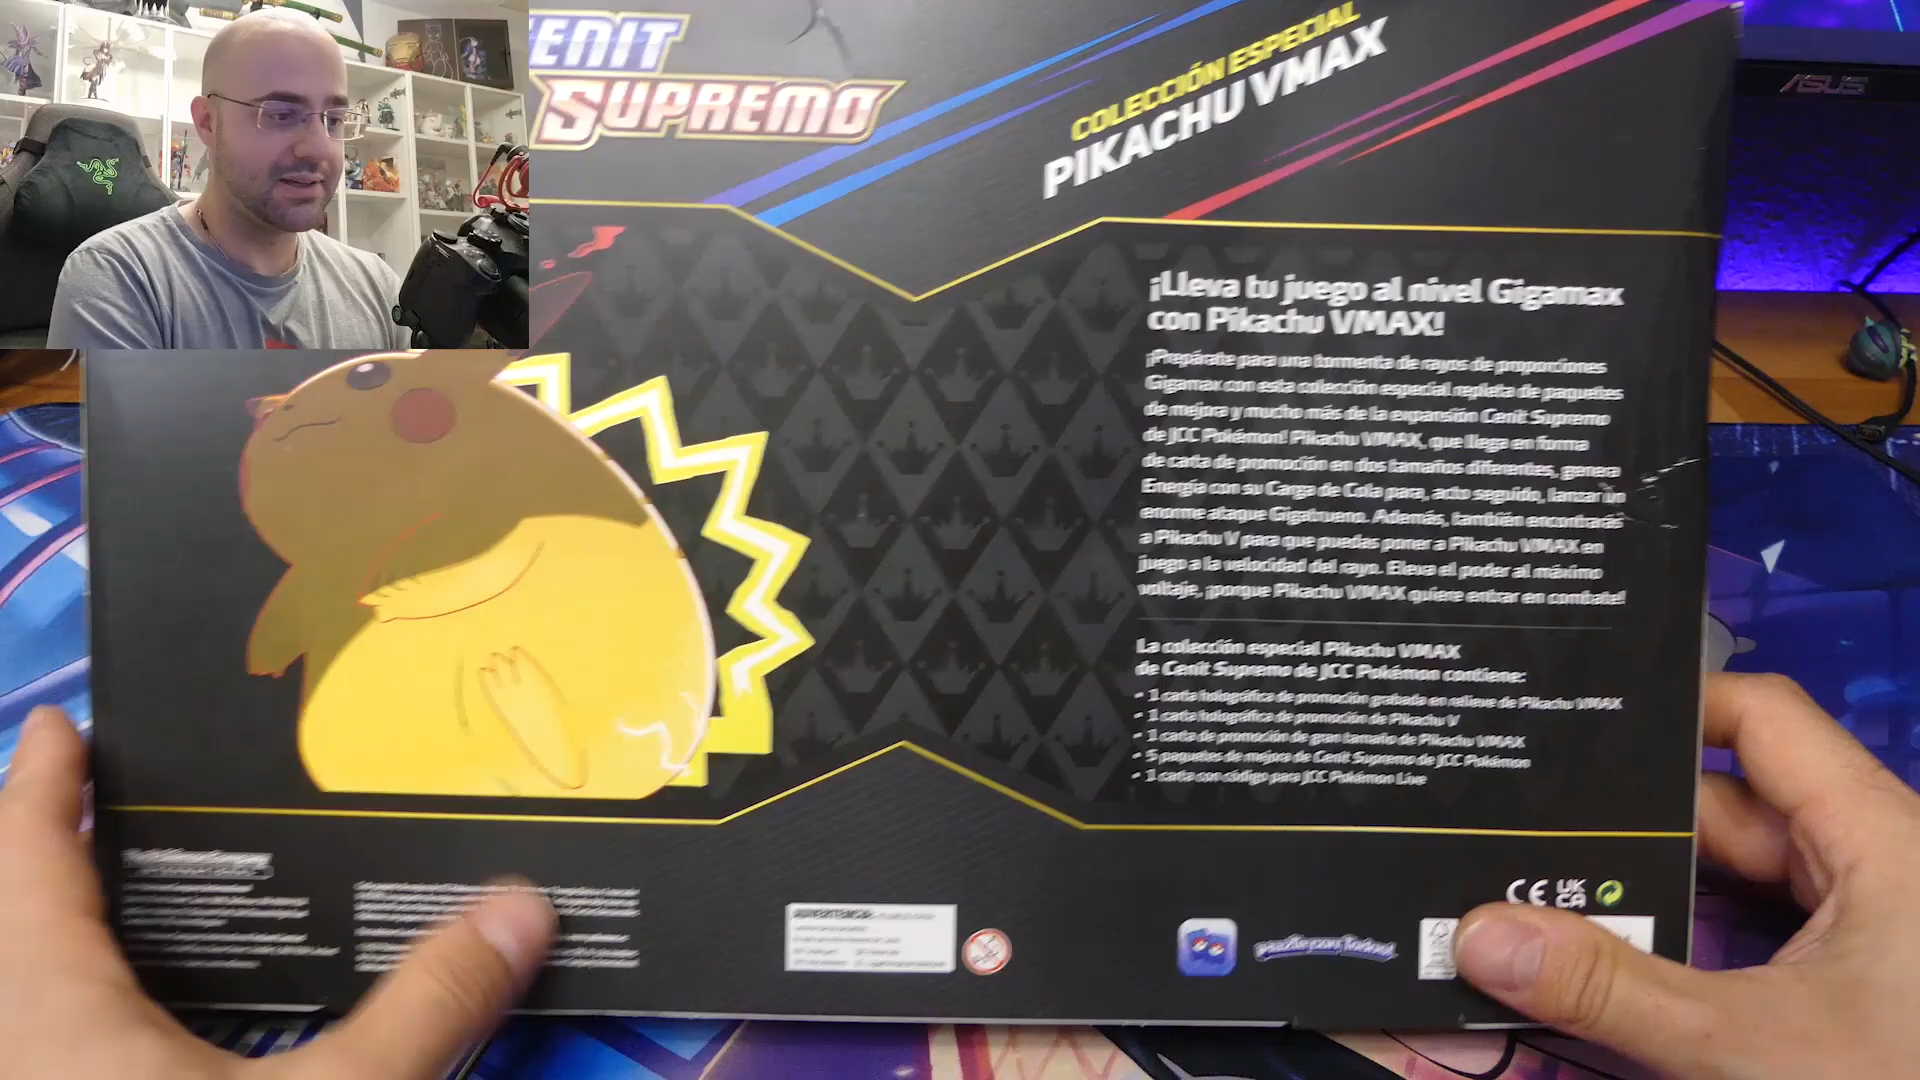 ENIT
SUPREMO
COLECCIÓN ESPECIAL
PIKACHU VMAX
ASUS
¡Lleva tu juego al nivel Gigamax
con Pikachu VMAX!
¡Prepárate para una tormenta de rayos de proporciones
Gigamax con esta colección especial repleta de paquetes
de mejora y mucho más de la expansión Cenit Supremo
de JCC Pokémon! Pikachu VMAX, que llega en forma
de carta de promoción en dos tamaños diferentes, genera
Energía con su Carga de Cola para, acto seguido, lanzar un
enorme ataque Gigatrueno. Además, también encontrarás
a Pikachu V para que puedas poner a Pikachu VMAX en
juego a la velocidad del rayo. Eleva el poder al máximo
voltaje, ¡porque Pikachu VMAX quiere entrar en combate!
La colección especial Pikachu VMAX
de Cenit Supremo de JCC Pokémon contiene:
• 1 carta holográfica de promoción grabada en relieve de Pikachu VMAX
• 1 carta holográfica de promoción de Pikachu V
• 1 carta de promoción de gran tamaño de Pikachu VMAX
• 5 paquetes de mejora de Cenit Supremo de JCC Pokémon
• 1 carta con código para JCC Pokémon Live
CE UK CA
ADVERTENCIA: